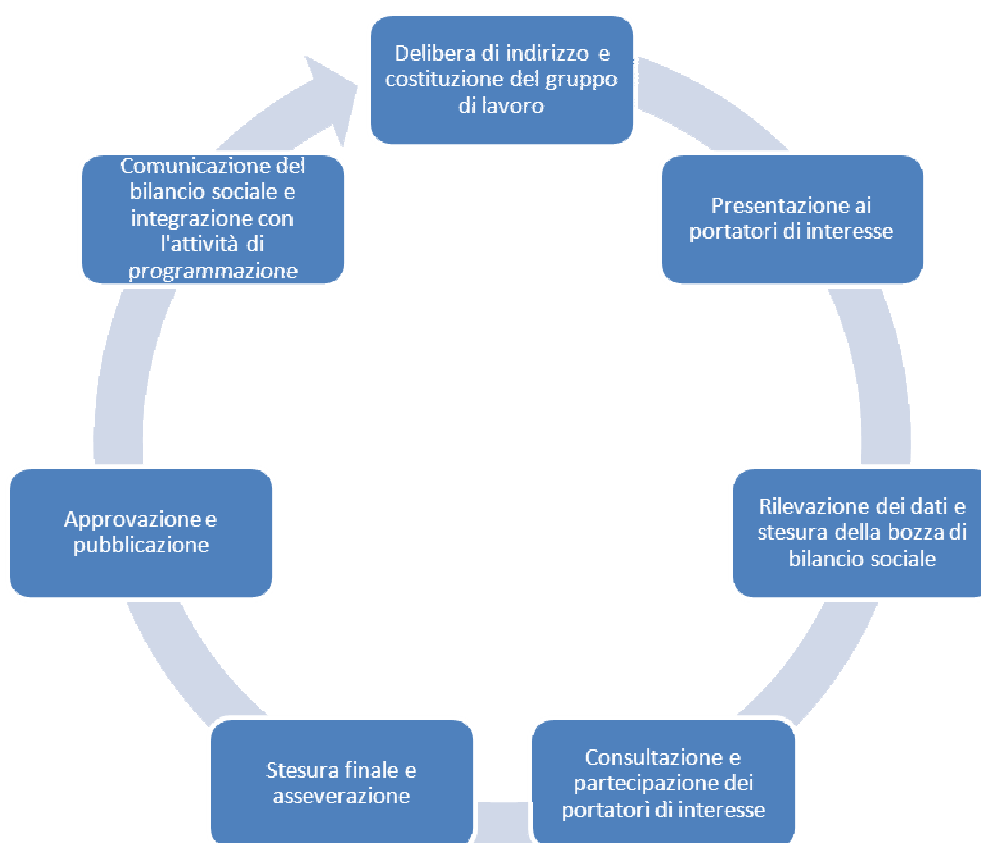 Delibera di indirizzo e
costituzione del gruppo
di lavoro
Presentazione ai
portatori di interesse
Rilevazione dei dati e
stesura della bozza di
bilancio sociale
Consultazione e
partecipazione dei
portatori di interesse
Stesura finale e
asseverazione
Approvazione e
pubblicazione
Comunicazione del
bilancio sociale e
integrazione con
l'attività di
programmazione